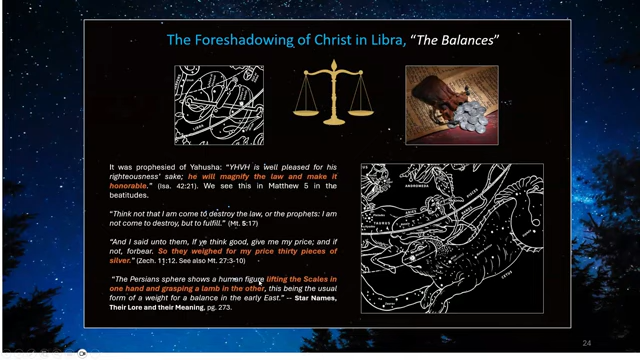 The Foreshadowing of Christ in Libra, “The Balances”
LIBRA
It was prophesied of Yahusha: “YHVH is well pleased for his
righteousness’ sake; he will magnify the law and make it
honorable.” (Isa. 42:21). We see this in Matthew 5 in the
beatitudes.
“Think not that I am come to destroy the law, or the prophets: I am
not come to destroy, but to fulfill.” (Mt. 5:17)
“And I said unto them, If ye think good, give me my price; and if
not, forbear. So they weighed for my price thirty pieces of
silver.” (Zech. 11:12. See also Mt. 27:3-10)
“The Persians sphere shows a human figure lifting the Scales in
one hand and grasping a lamb in the other, this being the usual
form of a weight for a balance in the early East.” -- Star Names,
Their Lore and their Meaning, pg. 273.
ANDROMEDA
ARIES
TAURUS
CETUS
24